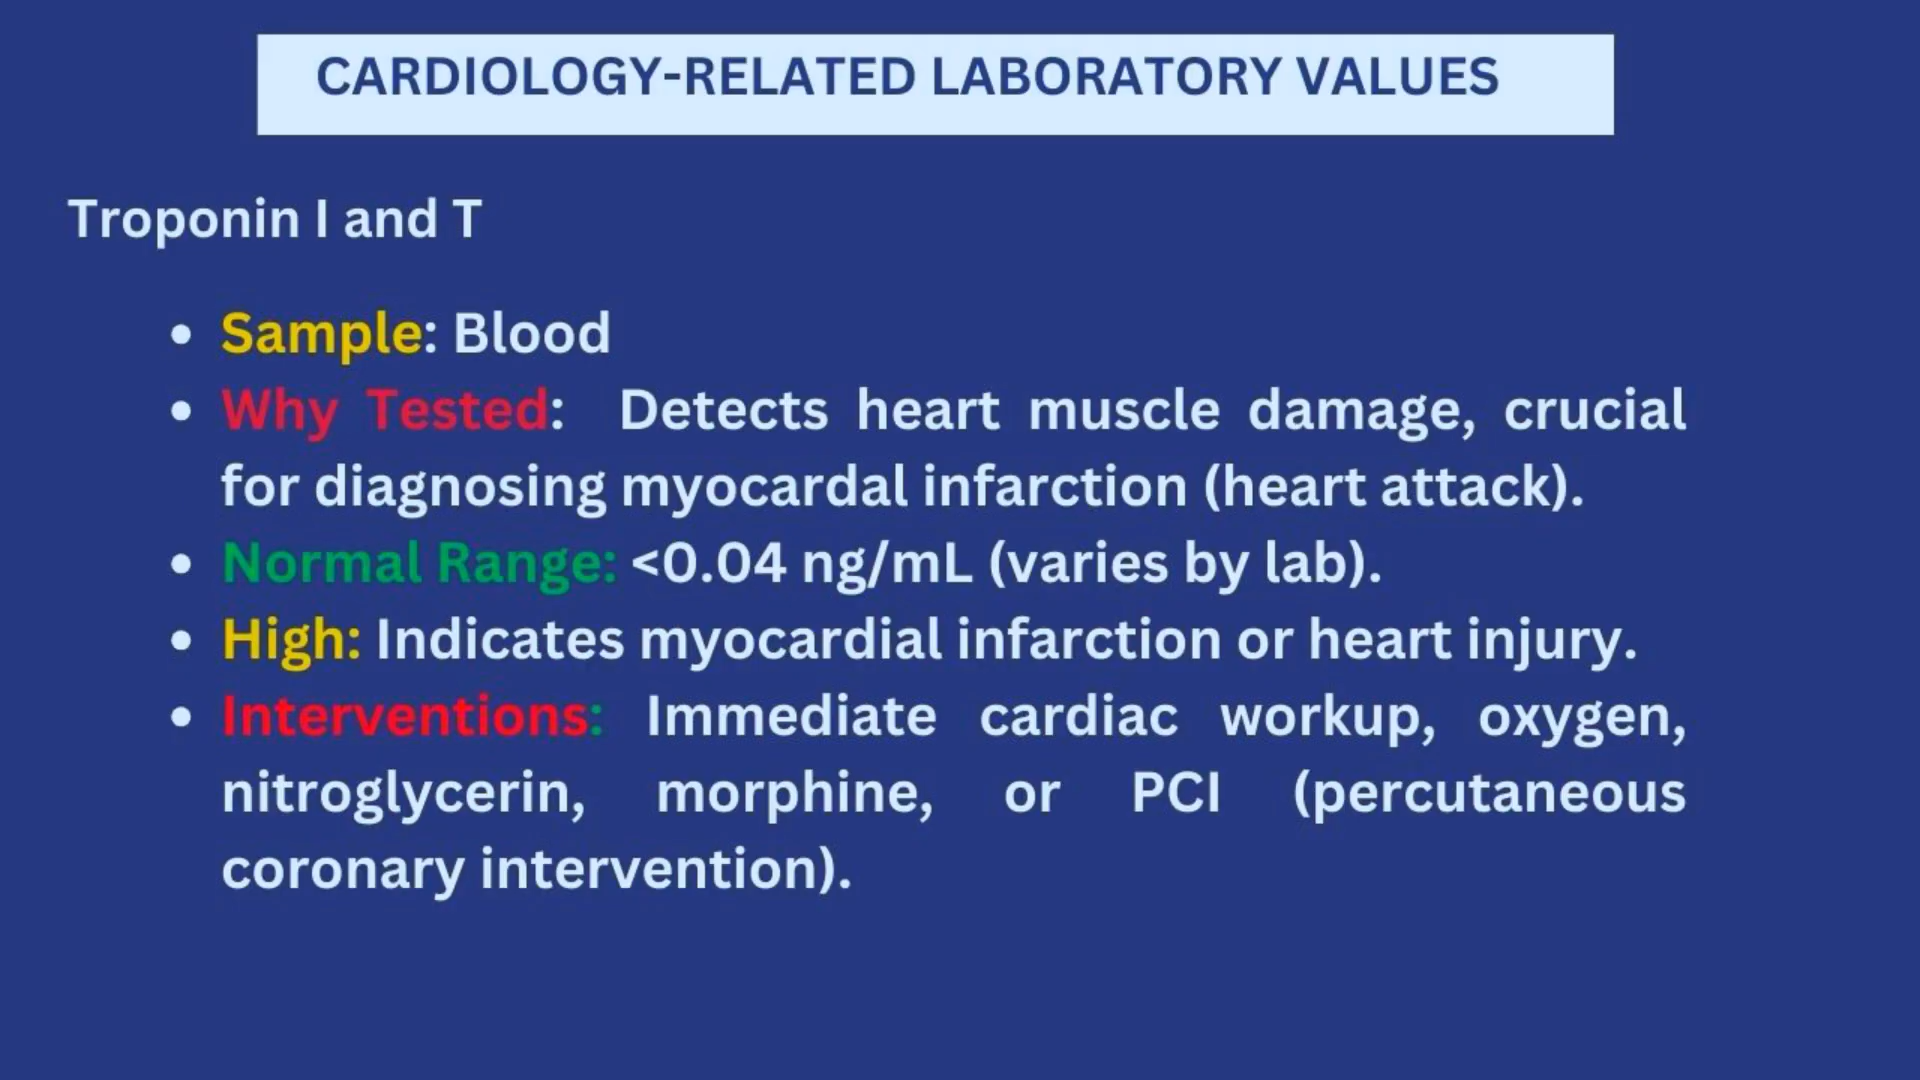 CARDIOLOGY-RELATED LABORATORY VALUES
Troponin I and T
• Sample: Blood
• Why Tested: Detects heart muscle damage, crucial
for diagnosing myocardal infarction (heart attack).
• Normal Range: <0.04 ng/mL (varies by lab).
• High: Indicates myocardial infarction or heart injury.
• Interventions: Immediate cardiac workup, oxygen,
nitroglycerin, morphine, or PCI (percutaneous
coronary intervention).